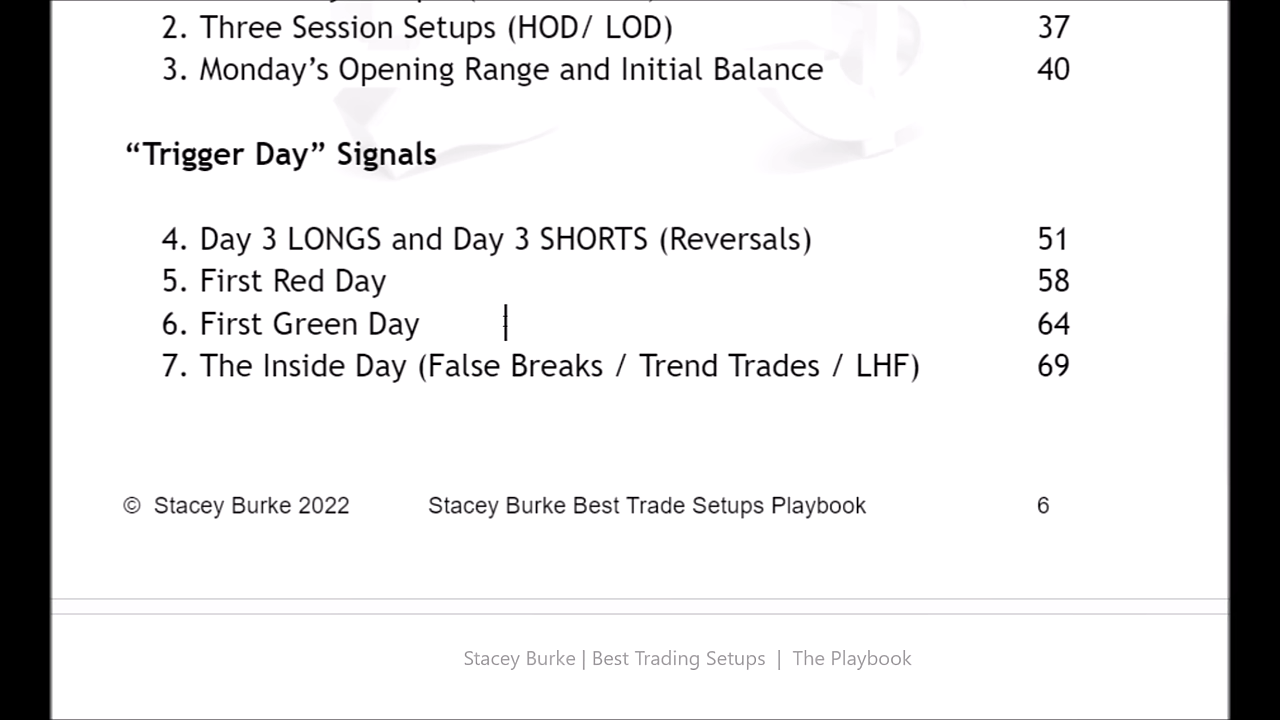 2. Three Session Setups (HOD/ LOD) 37
3. Monday’s Opening Range and Initial Balance 40
“Trigger Day” Signals
4. Day 3 LONGS and Day 3 SHORTS (Reversals) 51
5. First Red Day 58
6. First Green Day 64
7. The Inside Day (False Breaks / Trend Trades / LHF) 69
© Stacey Burke 2022 Stacey Burke Best Trade Setups Playbook 6
Stacey Burke | Best Trading Setups | The Playbook